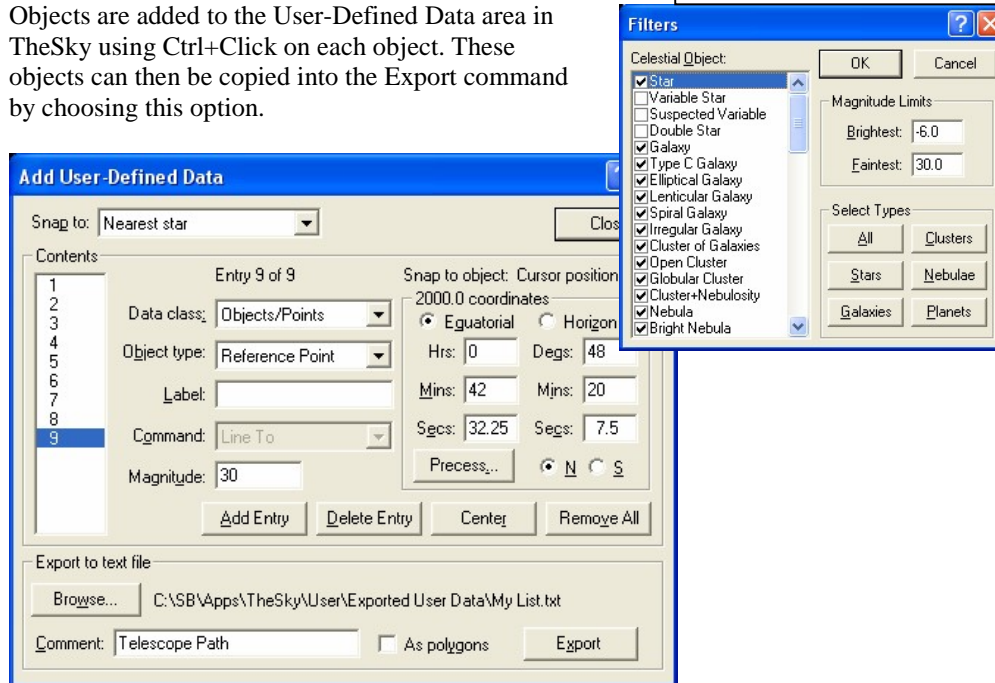 Objects are added to the User-Defined Data area in
TheSky using Ctrl+Click on each object. These
objects can then be copied into the Export command
by choosing this option.
Add User-Defined Data
Snap to: Nearest star
Clos
Contents
1
2
3
4
5
6
7
8
9
Entry 9 of 9
Data class: Objects/Points
Object type: Reference Point
Label:
Command: Line To
Magnitude: 30
Snap to object: Cursor position
2000.0 coordinates
Equatorial Horizon
Hrs: 0 Degs: 48
Mins: 42 Mins: 20
Secs: 32.25 Secs: 7.5
Precess... N S
Add Entry Delete Entry Center Remove All
Export to text file
Browse... C:\SB\Apps\TheSky\User\Exported User Data\My List.txt
Comment: Telescope Path As polygons Export
Filters ?
Celestial Object:
Star
Variable Star
Suspected Variable
Double Star
Galaxy
Type C Galaxy
Elliptical Galaxy
Lenticular Galaxy
Spiral Galaxy
Irregular Galaxy
Cluster of Galaxies
Open Cluster
Globular Cluster
Cluster+Nebulosity
Nebula
Bright Nebula
OK Cancel
Magnitude Limits
Brightest: -6.0
Faintest: 30.0
Select Types
All Clusters
Stars Nebulae
Galaxies Planets